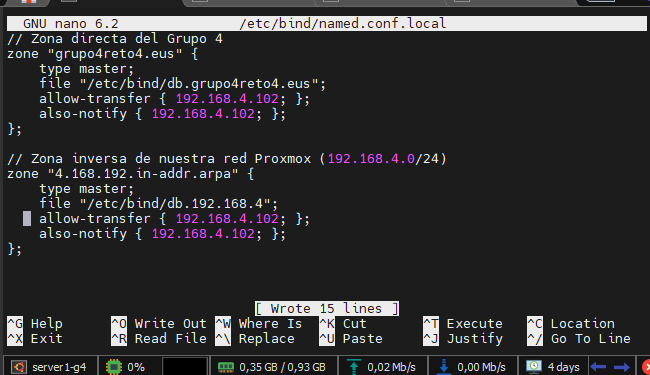 GNU nano 6.2 /etc/bind/named.conf.local
// Zona directa del Grupo 4
zone "grupo4reto4.eus" {
    type master;
    file "/etc/bind/db.grupo4reto4.eus";
    allow-transfer { 192.168.4.102; };
    also-notify { 192.168.4.102; };
};

// Zona inversa de nuestra red Proxmox (192.168.4.0/24)
zone "4.168.192.in-addr.arpa" {
    type master;
    file "/etc/bind/db.192.168.4";
    allow-transfer { 192.168.4.102; };
    also-notify { 192.168.4.102; };
};

[ Wrote 15 lines ]
^G Help ^O Write Out ^W Where Is ^K Cut ^T Execute ^C Location
^X Exit ^R Read File ^\ Replace ^U Paste ^J Justify ^/ Go To Line
server1-g4 0% 0,35 GB / 0,93 GB 0,02 Mb/s 0,00 Mb/s 4 days